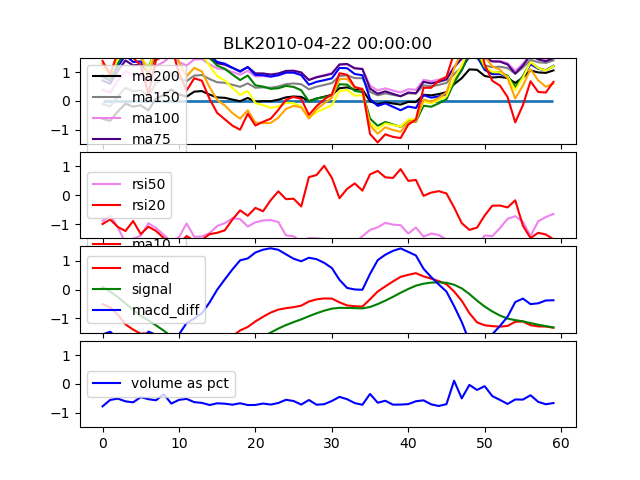 BLK2010-04-22 00:00:00
1
0
−1
ma200
ma150
ma100
ma75
1
0
−1
rsi50
rsi20
ma10
1
0
−1
macd
signal
macd_diff
1
0
−1
volume as pct
0 10 20 30 40 50 60